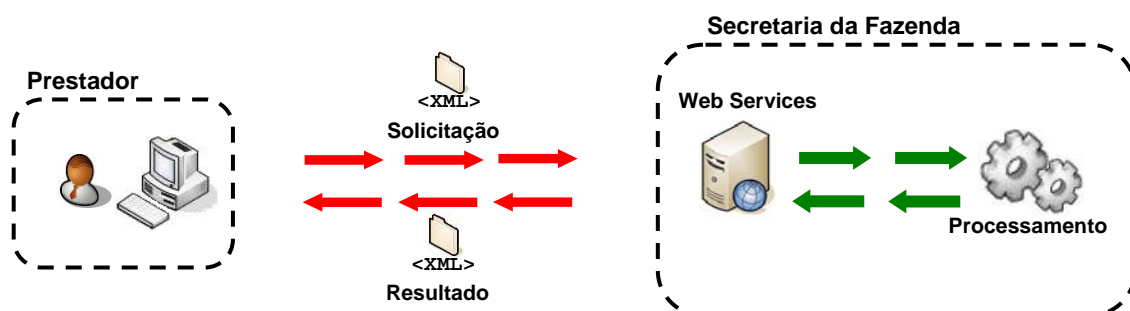 Secretaria da Fazenda
Prestador
<XML>
Solicitação
Web Services
Processamento
<XML>
Resultado